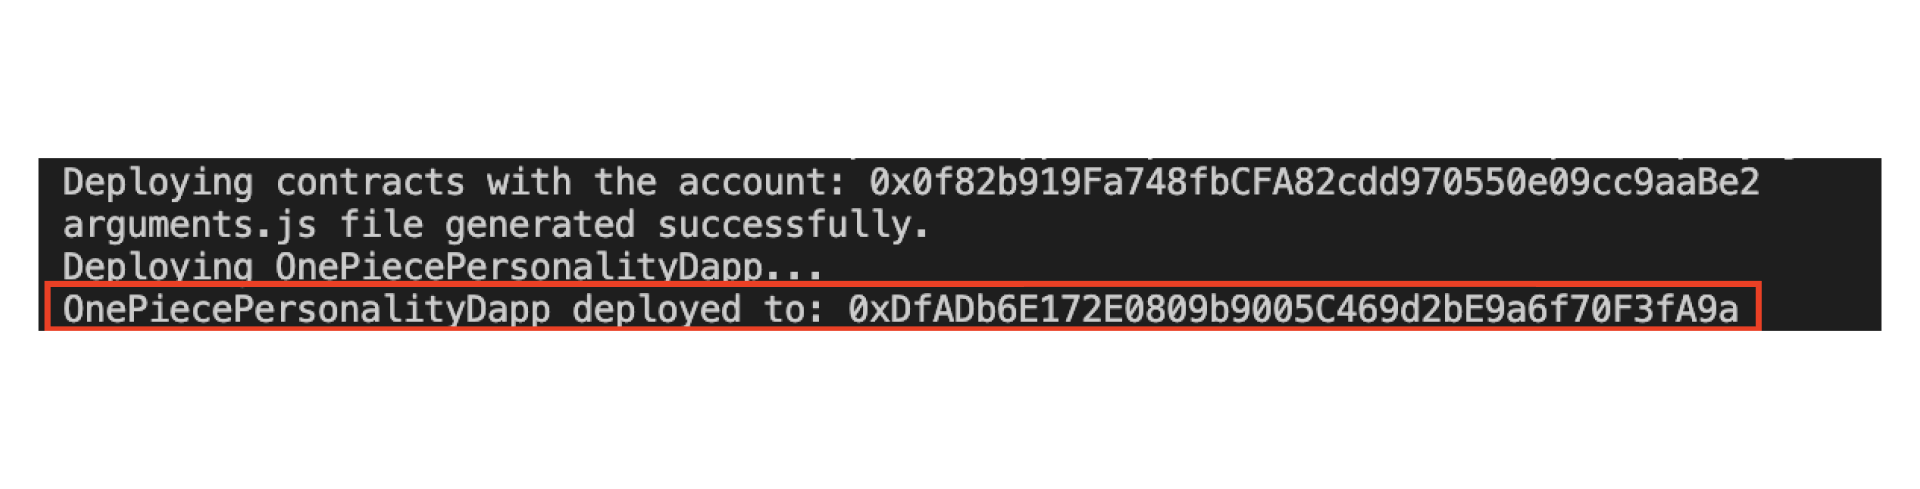 Deploying contracts with the account: 0x0f82b919Fa748fbCFA82cdd970550e09cc9aaBe2
arguments.js file generated successfully.
Deploying OnePiecePersonalityDapp...
OnePiecePersonalityDapp deployed to: 0xDfADb6E172E0809b9005C469d2bE9a6f70F3fA9a